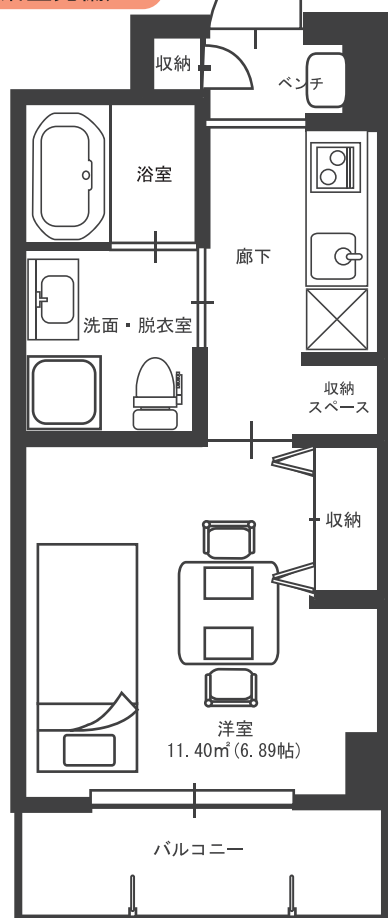 収納
ベンチ
浴室
廊下
洗面・脱衣室
収納
スペース
収納
洋室
11.40㎡(6.89帖)
バルコニー